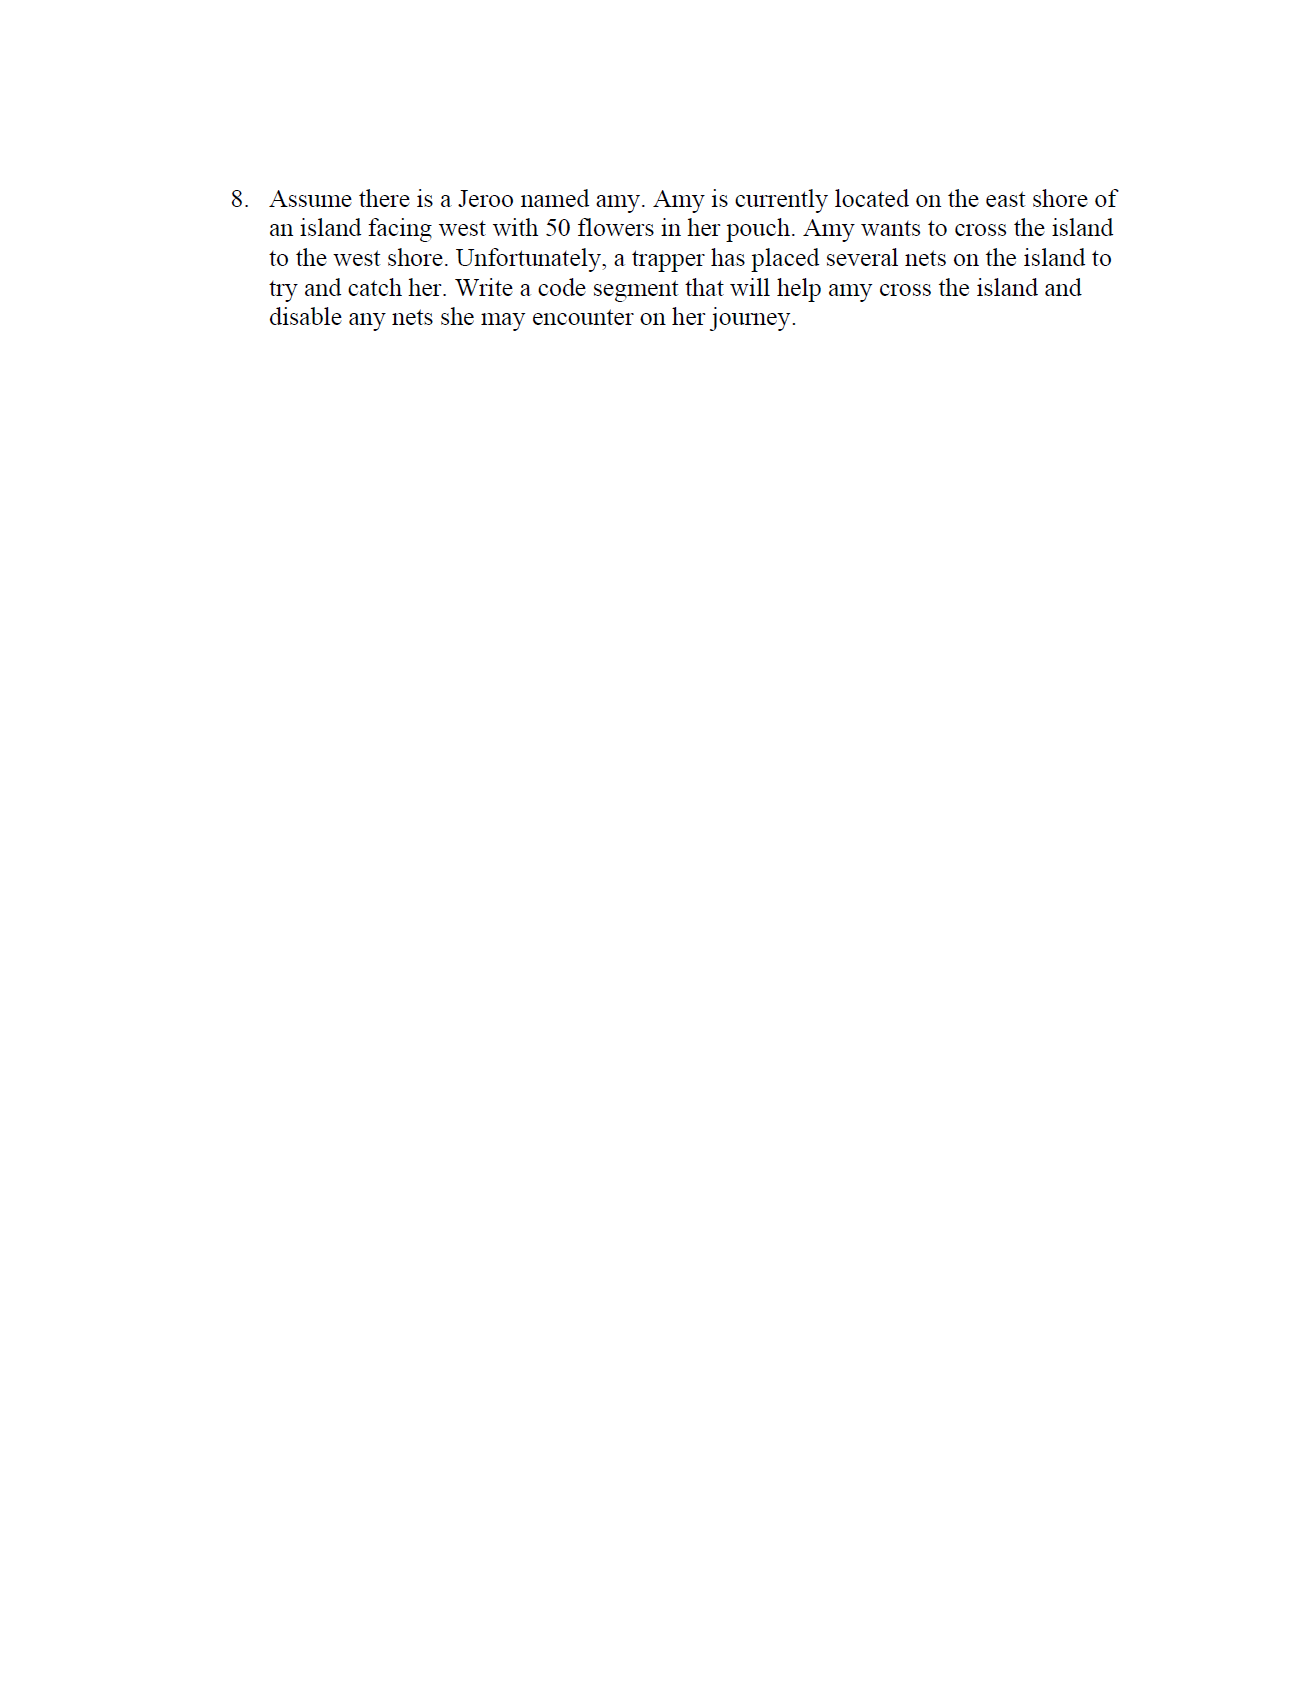 8. Assume there is a Jeroo named amy. Amy is currently located on the east shore of
an island facing west with 50 flowers in her pouch. Amy wants to cross the island
to the west shore. Unfortunately, a trapper has placed several nets on the island to
try and catch her. Write a code segment that will help amy cross the island and
disable any nets she may encounter on her journey.